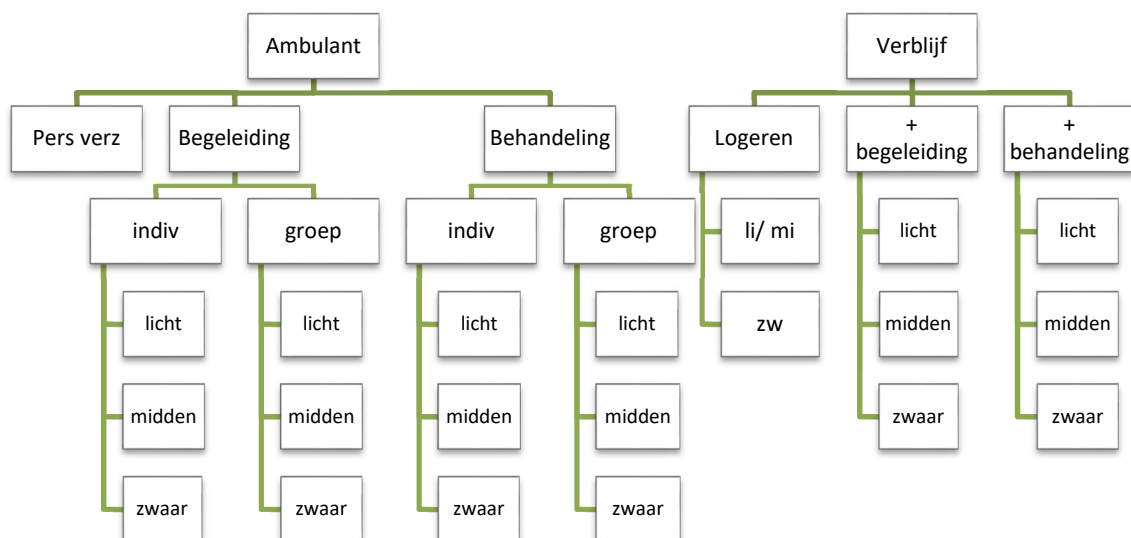 Ambulant
Verblijf
Pers verz
Begeleiding
Behandeling
Logeren
+
begeleiding
+
behandeling
indiv
groep
indiv
groep
li/ mi
licht
licht
licht
licht
licht
licht
zw
midden
midden
midden
midden
midden
midden
zwaar
zwaar
zwaar
zwaar
zwaar
zwaar